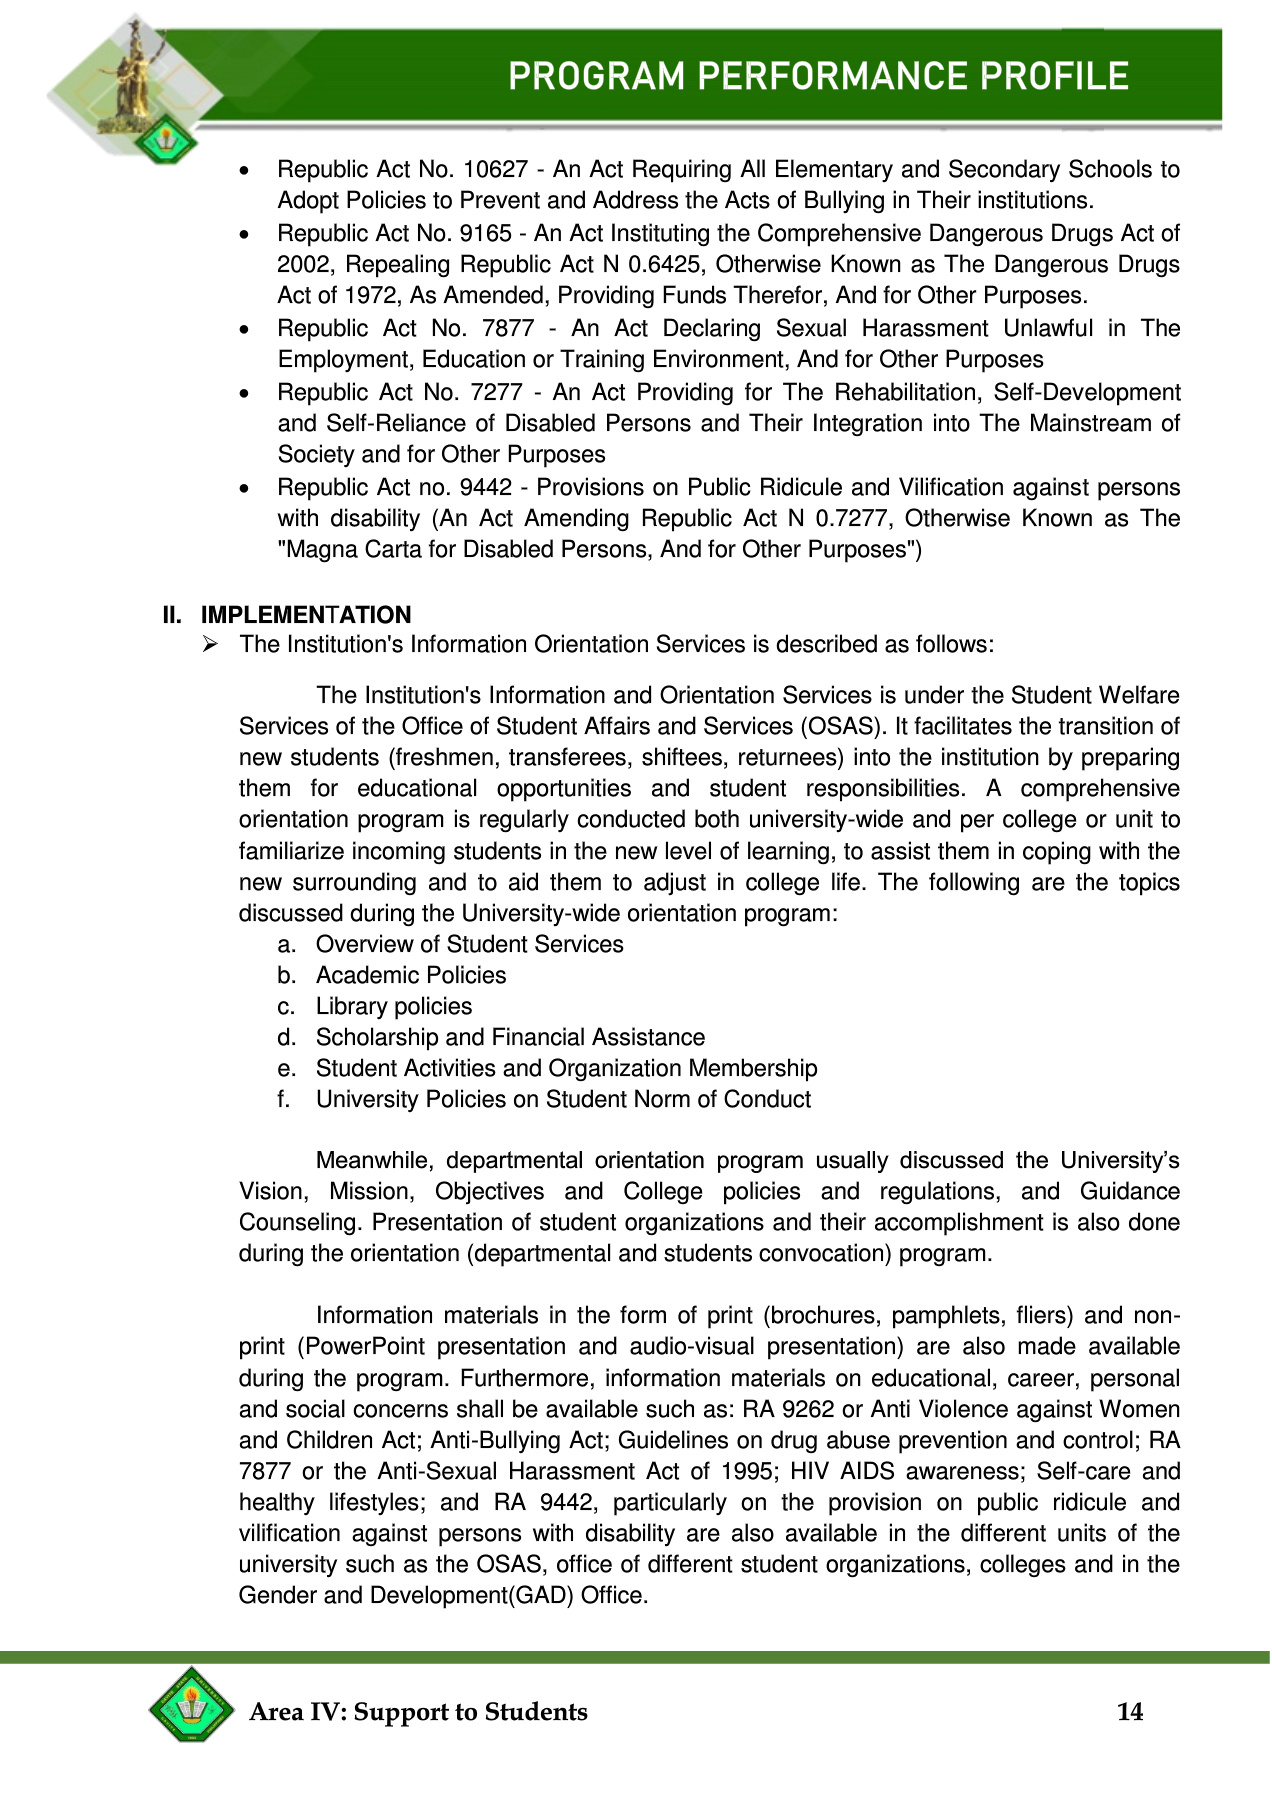 PROGRAM PERFORMANCE PROFILE
• Republic Act No. 10627 - An Act Requiring All Elementary and Secondary Schools to
Adopt Policies to Prevent and Address the Acts of Bullying in Their institutions.
• Republic Act No. 9165 - An Act Instituting the Comprehensive Dangerous Drugs Act of
2002, Repealing Republic Act N 0.6425, Otherwise Known as The Dangerous Drugs
Act of 1972, As Amended, Providing Funds Therefor, And for Other Purposes.
• Republic Act No. 7877 - An Act Declaring Sexual Harassment Unlawful in The
Employment, Education or Training Environment, And for Other Purposes
• Republic Act No. 7277 - An Act Providing for The Rehabilitation, Self-Development
and Self-Reliance of Disabled Persons and Their Integration into The Mainstream of
Society and for Other Purposes
• Republic Act no. 9442 - Provisions on Public Ridicule and Vilification against persons
with disability (An Act Amending Republic Act N 0.7277, Otherwise Known as The
"Magna Carta for Disabled Persons, And for Other Purposes")
II. IMPLEMENTATION
➢ The Institution's Information Orientation Services is described as follows:
The Institution's Information and Orientation Services is under the Student Welfare
Services of the Office of Student Affairs and Services (OSAS). It facilitates the transition of
new students (freshmen, transferees, shiftees, returnees) into the institution by preparing
them for educational opportunities and student responsibilities. A comprehensive
orientation program is regularly conducted both university-wide and per college or unit to
familiarize incoming students in the new level of learning, to assist them in coping with the
new surrounding and to aid them to adjust in college life. The following are the topics
discussed during the University-wide orientation program:
a. Overview of Student Services
b. Academic Policies
c. Library policies
d. Scholarship and Financial Assistance
e. Student Activities and Organization Membership
f. University Policies on Student Norm of Conduct
Meanwhile, departmental orientation program usually discussed the University’s
Vision, Mission, Objectives and College policies and regulations, and Guidance
Counseling. Presentation of student organizations and their accomplishment is also done
during the orientation (departmental and students convocation) program.
Information materials in the form of print (brochures, pamphlets, fliers) and non-
print (PowerPoint presentation and audio-visual presentation) are also made available
during the program. Furthermore, information materials on educational, career, personal
and social concerns shall be available such as: RA 9262 or Anti Violence against Women
and Children Act; Anti-Bullying Act; Guidelines on drug abuse prevention and control; RA
7877 or the Anti-Sexual Harassment Act of 1995; HIV AIDS awareness; Self-care and
healthy lifestyles; and RA 9442, particularly on the provision on public ridicule and
vilification against persons with disability are also available in the different units of the
university such as the OSAS, office of different student organizations, colleges and in the
Gender and Development(GAD) Office.
Area IV: Support to Students 14